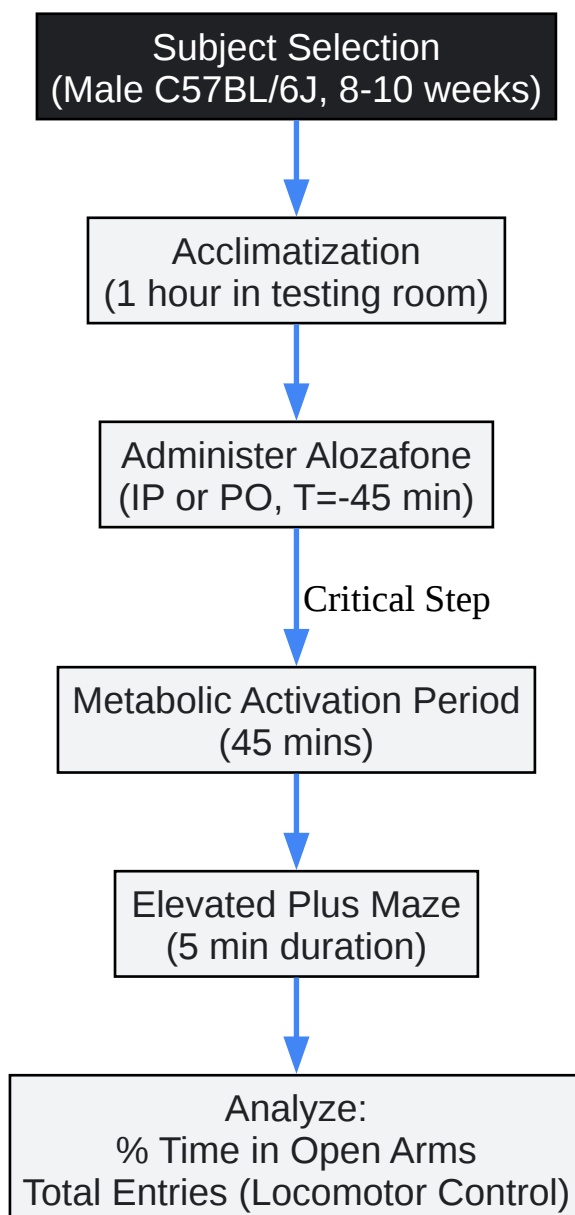 Subject Selection
(Male C57BL/6J, 8-10 weeks)
Acclimatization
(1 hour in testing room)
Administer Alozafone
(IP or PO, T=-45 min)
Critical Step
Metabolic Activation Period
(45 mins)
Elevated Plus Maze
(5 min duration)
Analyze:
% Time in Open Arms
Total Entries (Locomotor Control)